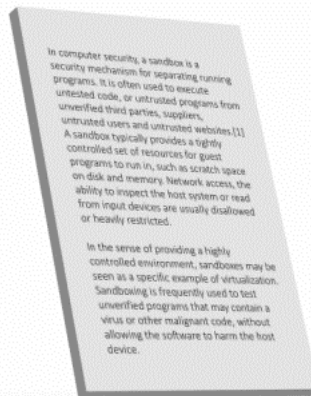 In computer security, a sandbox is a
security mechanism for separating running
programs. It is often used to execute
untested code, or untrusted programs from
unverified third parties, suppliers,
untrusted users and untrusted websites.[1]
A sandbox typically provides a tightly
controlled set of resources for guest
programs to run in, such as scratch space
on disk and memory. Network access, the
ability to inspect the host system or read
from input devices are usually disallowed
or heavily restricted.
In the sense of providing a highly
controlled environment, sandboxes may be
seen as a specific example of virtualization.
Sandboxing is frequently used to test
unverified programs that may contain a
virus or other malignant code, without
allowing the software to harm the host
device.